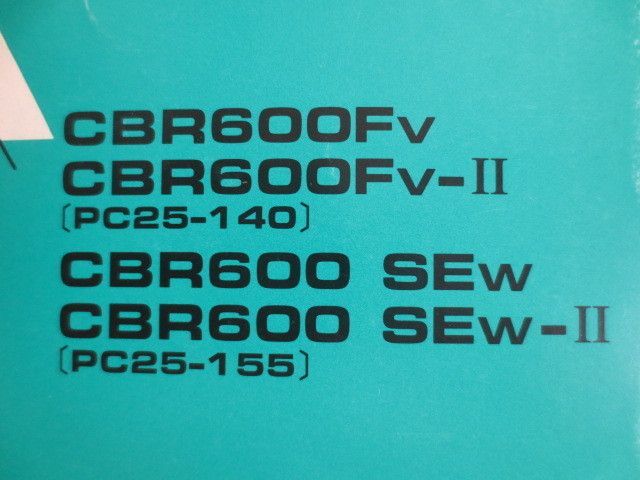 CBR600FV
CBR600FV-II
〔PC25-140〕
CBR600 SEW
CBR600 SEW-II
〔PC25-155〕